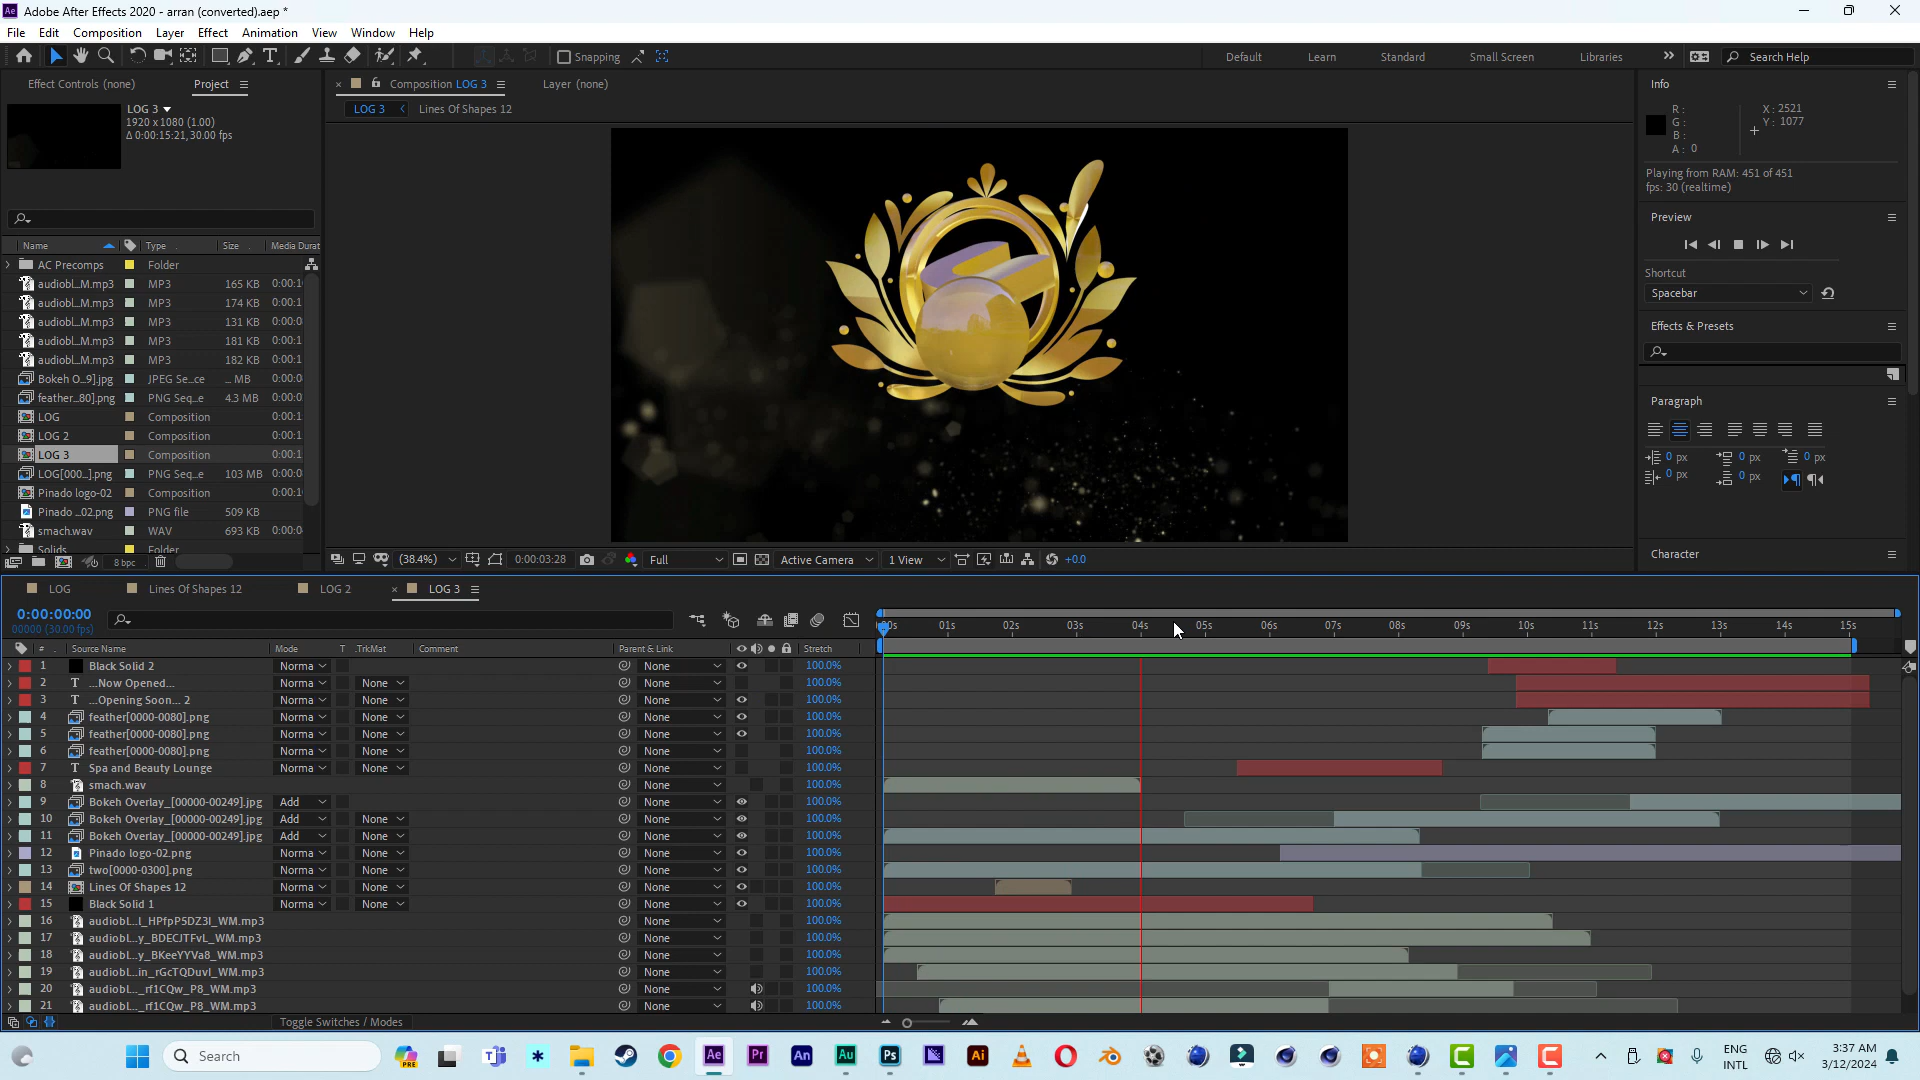 Adobe After Effects 2020 - arran (converted).aep *
File Edit Composition Layer Effect Animation View Window Help
Snapping
Default Learn Standard Small Screen Libraries Search Help
Effect Controls (none) Project
LOG 3
1920 x 1080 (1.00)
Δ 0:00:15:21, 30.00 fps
Composition LOG 3 Layer (none)
LOG 3 Lines Of Shapes 12
Name Type Size Media Durat
AC Precomps Folder
audiobl...M.mp3 MP3 165 KB 0:00:1
audiobl...M.mp3 MP3 174 KB 0:00:1
audiobl...M.mp3 MP3 131 KB 0:00:0
audiobl...M.mp3 MP3 181 KB 0:00:1
audiobl...M.mp3 MP3 182 KB 0:00:1
Bokeh O...9].jpg JPEG Se...ce ... MB 0:00:0
feather...80].png PNG Seq...e 4.3 MB 0:00:0
LOG Composition 0:00:1
LOG 2 Composition 0:00:1
LOG 3 Composition 0:00:1
LOG[000...].png PNG Seq...e 103 MB 0:00:0
Pinado logo-02 Composition 0:00:1
Pinado ...02.png PNG file 509 KB
smach.wav WAV 693 KB 0:00:0
Solids Folder
8 bpc
(38.4%) 0:00:03:28 Full Active Camera 1 View +0.0
Info
R :
G :
B :
A : 0
X : 2521
Y : 1077
Playing from RAM: 451 of 451
fps: 30 (realtime)
Preview
Shortcut
Spacebar
Effects & Presets
Paragraph
0 px 0 px 0 px
0 px 0 px
Character
LOG Lines Of Shapes 12 LOG 2 LOG 3
0:00:00:00
00000 (30.00 fps)
00s 01s 02s 03s 04s 05s 06s 07s 08s 09s 10s 11s 12s 13s 14s 15s
# Source Name Mode T .TrkMat Comment Parent & Link Stretch
1 Black Solid 2 Norma None 100.0%
2 ...Now Opened... Norma None None 100.0%
3 ...Opening Soon... 2 Norma None None 100.0%
4 feather[0000-0080].png Norma None None 100.0%
5 feather[0000-0080].png Norma None None 100.0%
6 feather[0000-0080].png Norma None None 100.0%
7 Spa and Beauty Lounge Norma None None 100.0%
8 smach.wav None 100.0%
9 Bokeh Overlay_[00000-00249].jpg Add None 100.0%
10 Bokeh Overlay_[00000-00249].jpg Add None None 100.0%
11 Bokeh Overlay_[00000-00249].jpg Add None None 100.0%
12 Pinado logo-02.png Norma None None 100.0%
13 two[0000-0300].png Norma None None 100.0%
14 Lines Of Shapes 12 Norma None None 100.0%
15 Black Solid 1 Norma None None 100.0%
16 audiobl...l_HPfpP5DZ3I_WM.mp3 None 100.0%
17 audiobl...y_BDECJTFvL_WM.mp3 None 100.0%
18 audiobl...y_BKeeYYVa8_WM.mp3 None 100.0%
19 audiobl...in_rGcTQDuvl_WM.mp3 None 100.0%
20 audiobl..._rf1CQw_P8_WM.mp3 None 100.0%
21 audiobl..._rf1CQw_P8_WM.mp3 None 100.0%
Toggle Switches / Modes
Search
ENG
INTL
3:37 AM
3/12/2024